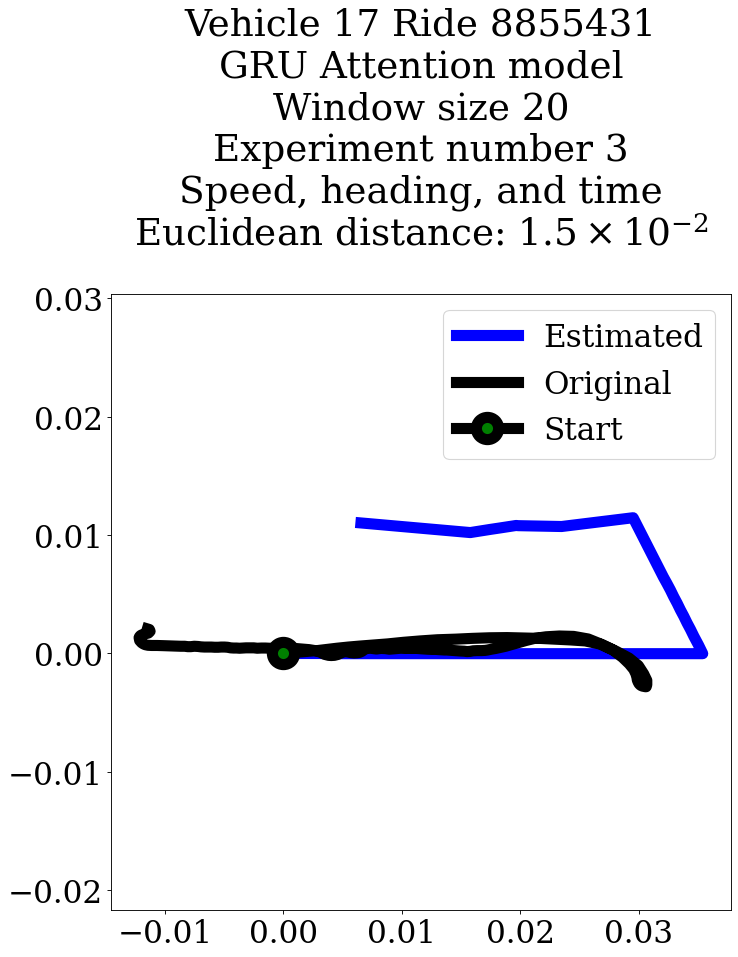 Vehicle 17 Ride 8855431
GRU Attention model
Window size 20
Experiment number 3
Speed, heading, and time
Euclidean distance: 1.5 × 10⁻²
0.03
Estimated
Original
Start
0.02
0.01
0.00
−0.01
−0.02
−0.01 0.00 0.01 0.02 0.03